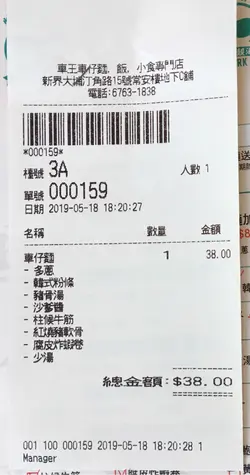 車王車仔麵, 飯, 小食專門店
新界大埔汀角路15號常安樓地下C舖
電話:6763-1838
*000159*
檯號 3A 人數 1
單號 000159
日期 2019-05-18 18:20:27
名稱 數量 金額
車仔麵 1 38.00
- 多蔥
- 韓式粉條
- 豬骨湯
- 沙爹醬
- 柱候牛筋
- 紅燒豬軟骨
- 腐皮炸蝦卷
- 少湯
總金額:$38.00
001 100 000159 2019-05-18 18:20:28 1
Manager